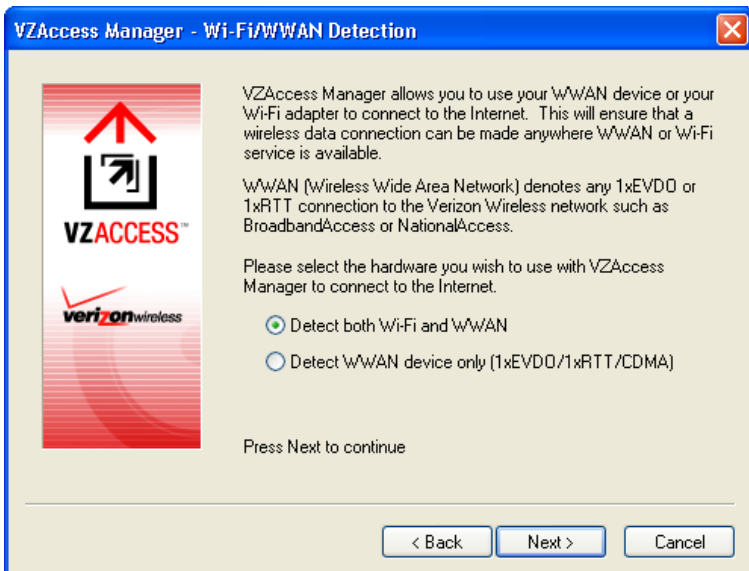 VZAccess Manager - Wi-Fi/WWAN Detection
VZAccess Manager allows you to use your WWAN device or your
Wi-Fi adapter to connect to the Internet.  This will ensure that a
wireless data connection can be made anywhere WWAN or Wi-Fi
service is available.
WWAN (Wireless Wide Area Network) denotes any 1xEVDO or
1xRTT connection to the Verizon Wireless network such as
BroadbandAccess or NationalAccess.
Please select the hardware you wish to use with VZAccess
Manager to connect to the Internet.
Detect both Wi-Fi and WWAN
Detect WWAN device only (1xEVDO/1xRTT/CDMA)
Press Next to continue
VZACCESS™
verizonwireless
< Back
Next >
Cancel